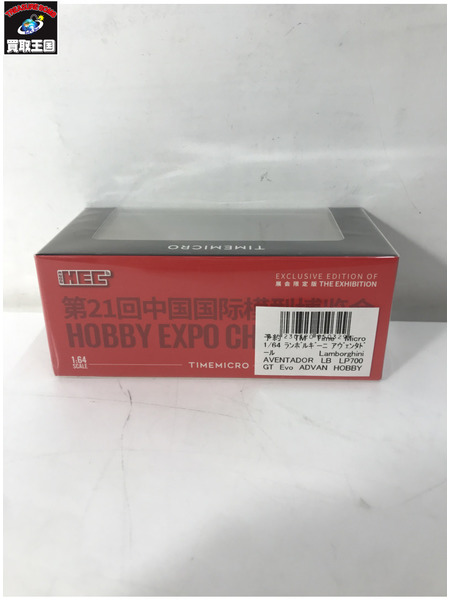 買取王国
TIMEMICRO
HEC
EXCLUSIVE EDITION OF
展会限定版 THE EXHIBITION
第21回中国国际模型博览会
HOBBY EXPO CH
1:64
SCALE
TIMEMICRO
予約 TM Time Micro
1/64 ランボルギーニ アヴェンタド
ール Lamborghini
AVENTADOR LB LP700
GT Evo ADVAN HOBBY